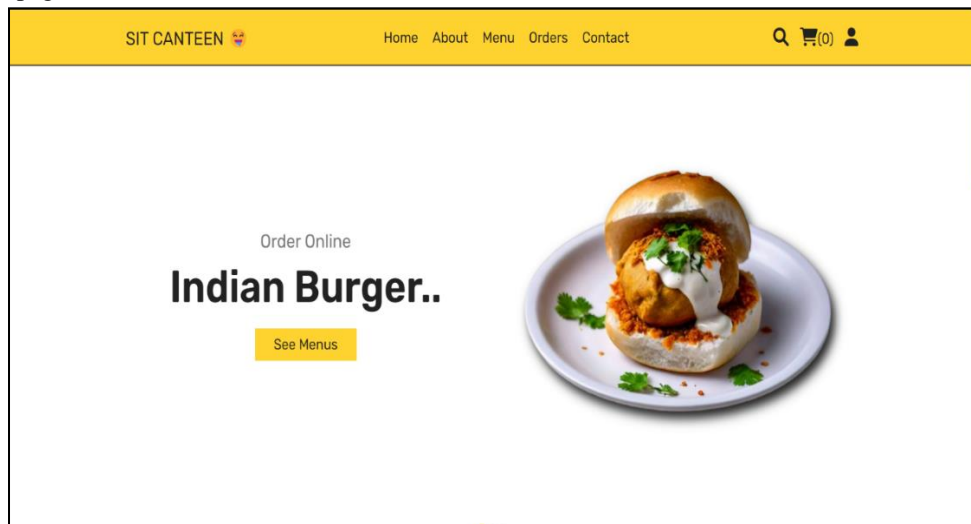 SIT CANTEEN 😝
Home About Menu Orders Contact
(0)
Order Online
Indian Burger..
See Menus